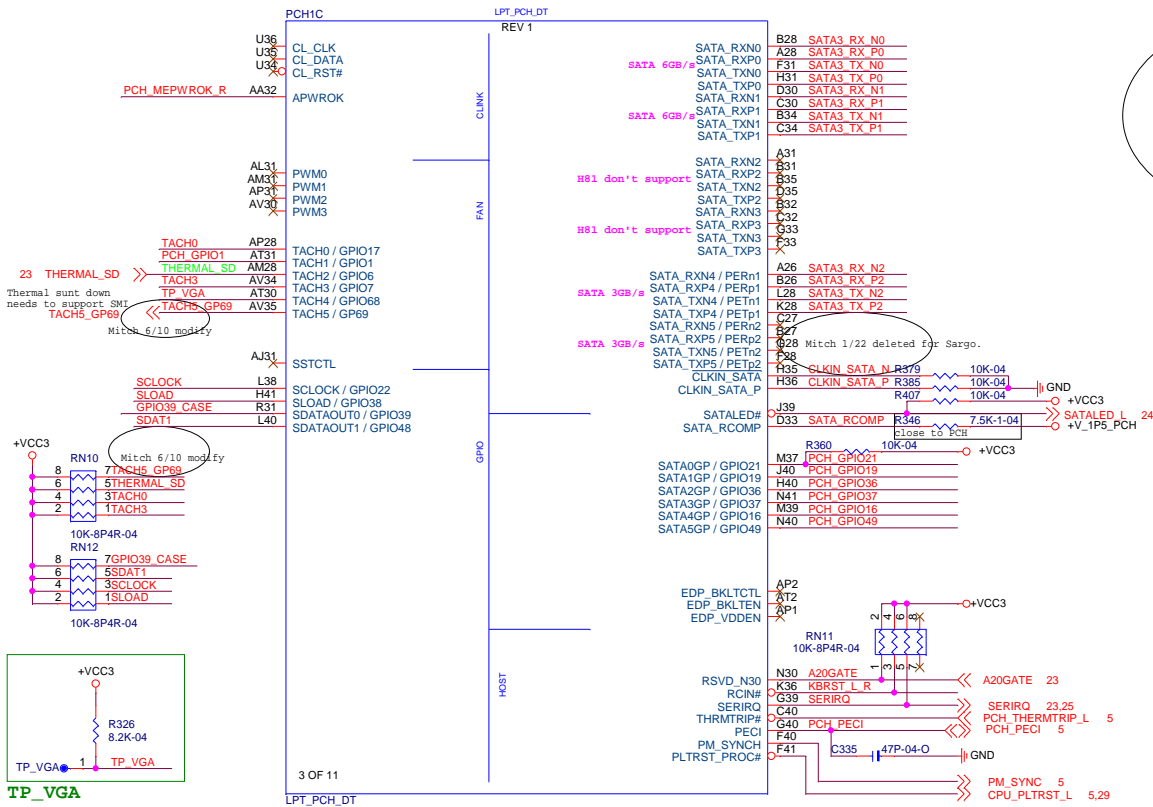 PCH1C
LPT_PCH_DT
REV 1
U36 CL_CLK
U35 CL_DATA
U34 CL_RST#
PCH_MEPWROK_R AA32 APWROK
CLINK
AL31 PWM0
AM31 PWM1
AP31 PWM2
AV30 PWM3
FAN
TACH0 AP28 TACH0 / GPIO17
PCH_GPIO1 AT31 TACH1 / GPIO1
23 THERMAL_SD THERMAL_SD AM28 TACH2 / GPIO6
TACH3 AV34 TACH3 / GPIO7
TP_VGA AT30 TACH4 / GPIO68
TACH5_GP69 TACH5_GP69 AV35 TACH5 / GP69
Thermal sunt down
needs to support SMI
Mitch 6/10 modify
AJ31 SSTCTL
SCLOCK L38 SCLOCK / GPIO22
SLOAD H41 SLOAD / GPIO38
GPIO39_CASE R31 SDATAOUT0 / GPIO39
SDAT1 L40 SDATAOUT1 / GPIO48
GPIO
Mitch 6/10 modify
+VCC3
RN10
8 7 TACH5_GP69
6 5 THERMAL_SD
4 3 TACH0
2 1 TACH3
10K-8P4R-04
RN12
8 7 GPIO39_CASE
6 5 SDAT1
4 3 SCLOCK
2 1 SLOAD
10K-8P4R-04
+VCC3
R326
8.2K-04
TP_VGA 1 TP_VGA
TP_VGA
HOST
3 OF 11
LPT_PCH_DT
SATA 6GB/s
SATA_RXN0 B28 SATA3_RX_N0
SATA_RXP0 A28 SATA3_RX_P0
SATA_TXN0 F31 SATA3_TX_N0
SATA_TXP0 H31 SATA3_TX_P0
SATA 6GB/s
SATA_RXN1 D30 SATA3_RX_N1
SATA_RXP1 C30 SATA3_RX_P1
SATA_TXN1 B34 SATA3_TX_N1
SATA_TXP1 C34 SATA3_TX_P1
H81 don't support
SATA_RXN2 A31
SATA_RXP2 B31
SATA_TXN2 B35
SATA_TXP2 D35
H81 don't support
SATA_RXN3 B32
SATA_RXP3 C32
SATA_TXN3 G33
SATA_TXP3 F33
SATA 3GB/s
SATA_RXN4 / PERn1 A26 SATA3_RX_N2
SATA_RXP4 / PERp1 B26 SATA3_RX_P2
SATA_TXN4 / PETn1 L28 SATA3_TX_N2
SATA_TXP4 / PETp1 K28 SATA3_TX_P2
SATA 3GB/s
SATA_RXN5 / PERn2 C27
SATA_RXP5 / PERp2 B27
SATA_TXN5 / PETn2
SATA_TXP5 / PETp2 F28
Mitch 1/22 deleted for Sargo.
CLKIN_SATA H35 CLKIN_SATA_N R379 10K-04
CLKIN_SATA_P H36 CLKIN_SATA_P R385 10K-04
GND
R407 10K-04 +VCC3
SATALED# J39 SATALED_L 24
SATA_RCOMP D33 SATA_RCOMP R346 7.5K-1-04 +V_1P5_PCH
close to PCH
R360 10K-04 +VCC3
SATA0GP / GPIO21 M37 PCH_GPIO21
SATA1GP / GPIO19 J40 PCH_GPIO19
SATA2GP / GPIO36 H40 PCH_GPIO36
SATA3GP / GPIO37 N41 PCH_GPIO37
SATA4GP / GPIO16 M39 PCH_GPIO16
SATA5GP / GPIO49 N40 PCH_GPIO49
EDP_BKLTCTL AP2
EDP_BKLTEN AT2
EDP_VDDEN AP1
+VCC3
2 4 6 8
RN11
10K-8P4R-04
1 3 5 7
RSVD_N30 N30 A20GATE A20GATE 23
RCIN# K36 KBRST_L_R
SERIRQ G39 SERIRQ SERIRQ 23,25
THRMTRIP# C40 PCH_THERMTRIP_L 5
PECI G40 PCH_PECI PCH_PECI 5
PM_SYNCH F40
PLTRST_PROC# F41
C335 47P-04-O GND
PM_SYNC 5
CPU_PLTRST_L 5,29